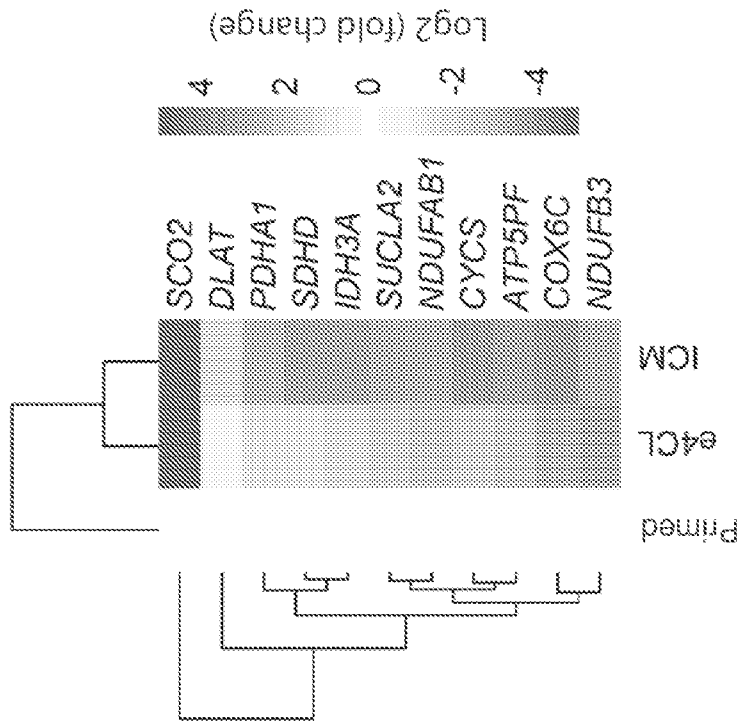 Log2 (fold change)
4
2
0
-2
-4
SCO2
DLAT
PDHA1
SDHD
IDH3A
SUCLA2
NDUFAB1
CYCS
ATP5PF
COX6C
NDUFB3
Primed
e4CL
ICM